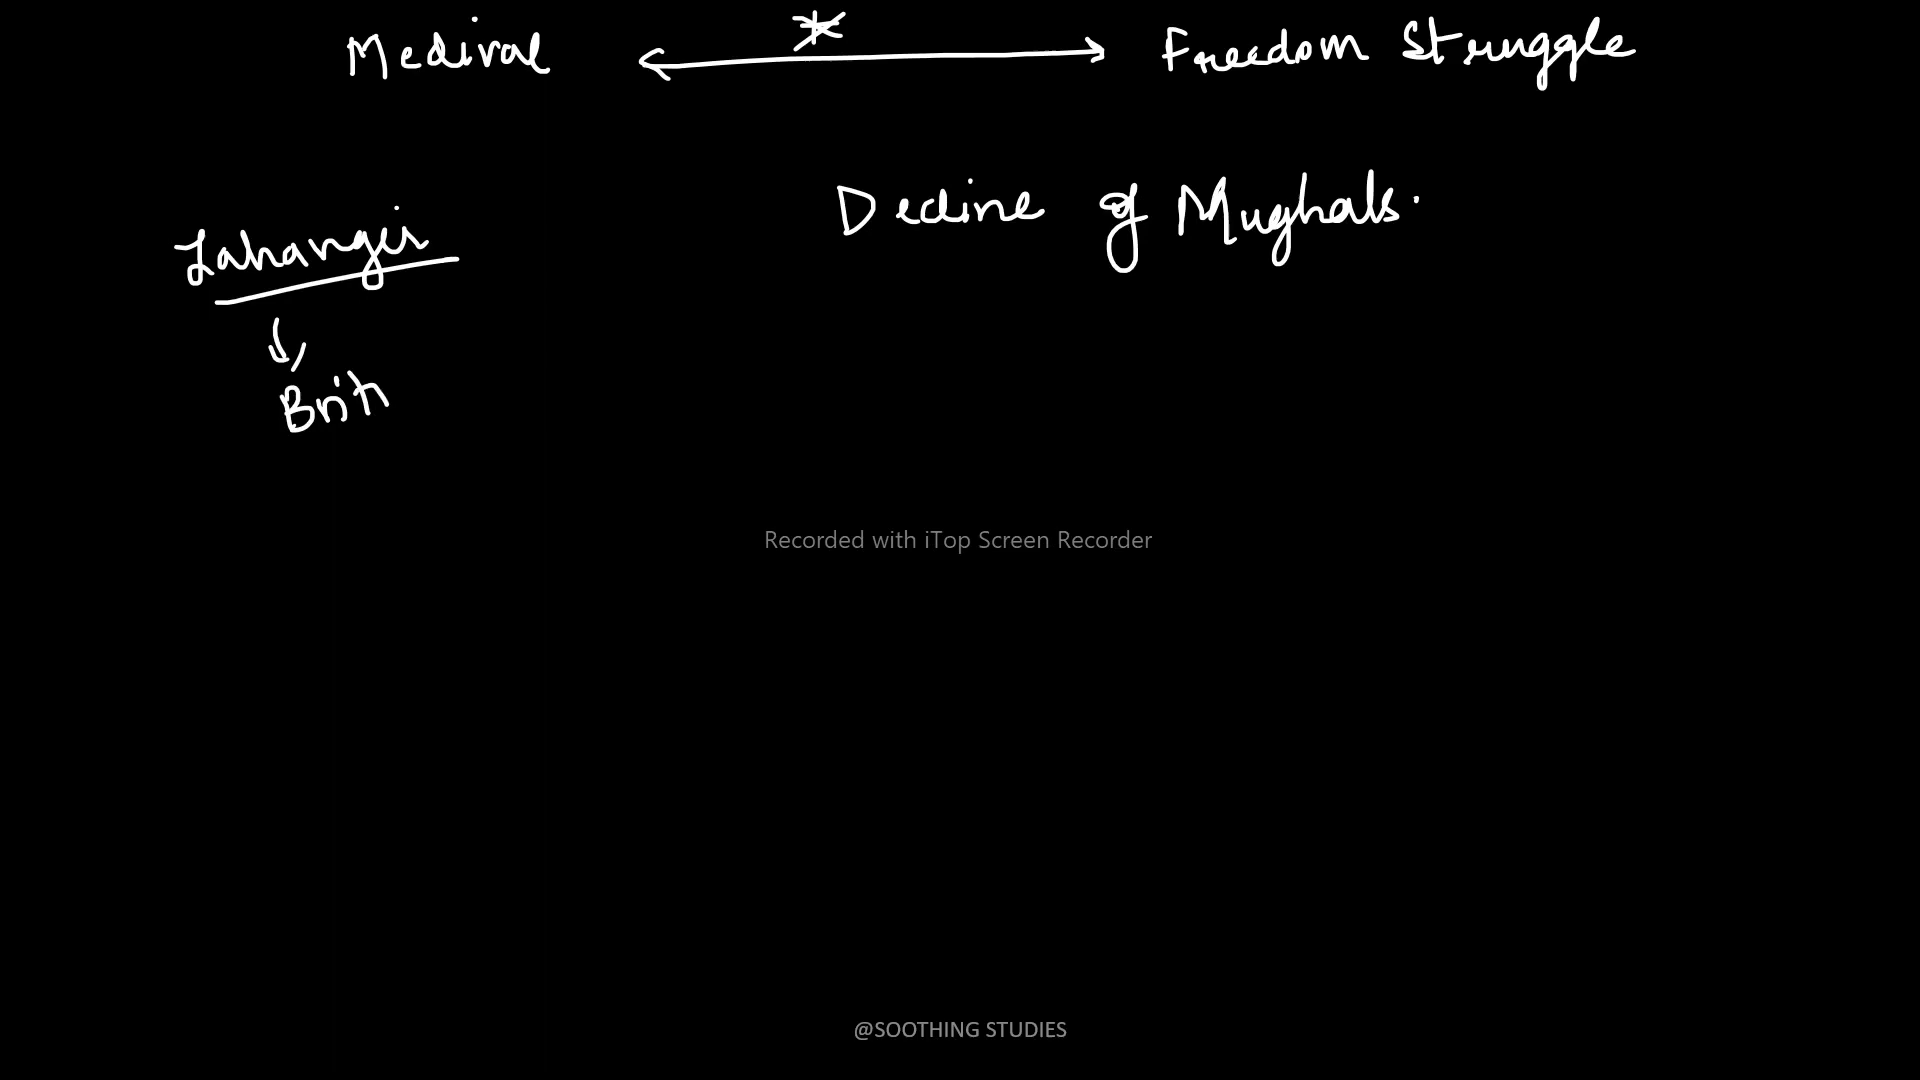 Medival Freedom Struggle
Decline of Mughals.
Jahangir
Brit
Recorded with iTop Screen Recorder
@SOOTHING STUDIES